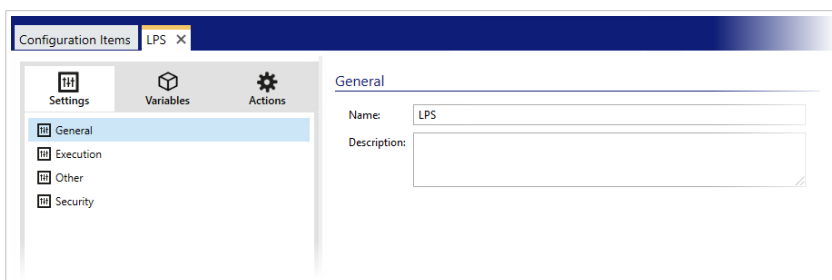 Configuration Items LPS
Settings Variables Actions
General
Execution
Other
Security
General
Name: LPS
Description: